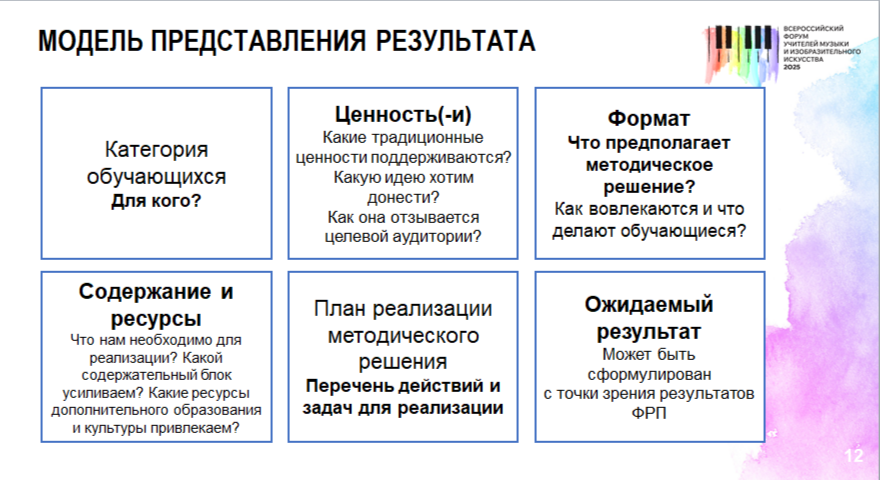 МОДЕЛЬ ПРЕДСТАВЛЕНИЯ РЕЗУЛЬТАТА
ВСЕРОССИЙСКИЙ
ФОРУМ
УЧИТЕЛЕЙ МУЗЫКИ
И ИЗОБРАЗИТЕЛЬНОГО
ИСКУССТВА
2025
Категория
обучающихся
Для кого?
Ценность(-и)
Какие традиционные
ценности поддерживаются?
Какую идею хотим
донести?
Как она отзывается
целевой аудитории?
Формат
Что предполагает
методическое
решение?
Как вовлекаются и что
делают обучающиеся?
Содержание и
ресурсы
Что нам необходимо для
реализации? Какой
содержательный блок
усиливаем? Какие ресурсы
дополнительного образования
и культуры привлекаем?
План реализации
методического
решения
Перечень действий и
задач для реализации
Ожидаемый
результат
Может быть
сформулирован
с точки зрения результатов
ФРП
12